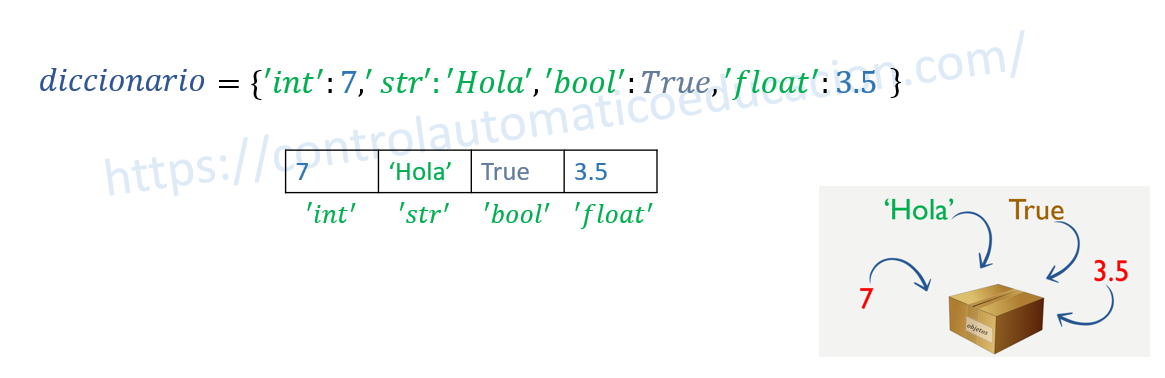 diccionario = {'int': 7,' str': 'Hola', 'bool': True, 'float': 3.5 }
https://controlautomaticoeducacion.com/
7 ‘Hola’ True 3.5
'int' 'str' 'bool' 'float'
‘Hola’ True
7 3.5
objetos